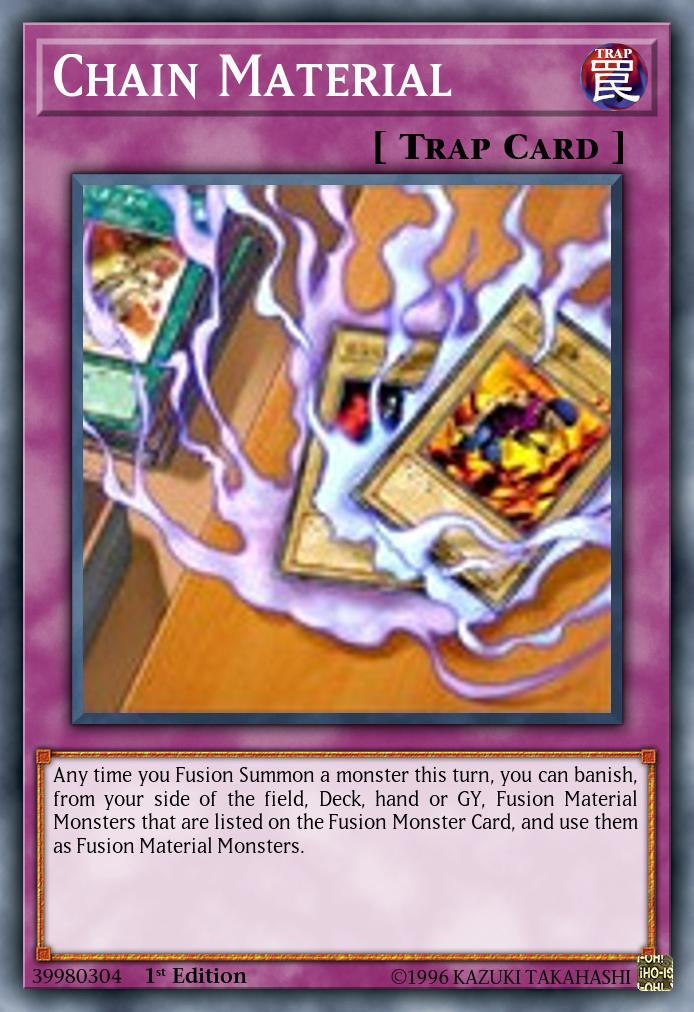 Chain Material
TRAP
罠
[ Trap Card ]
Any time you Fusion Summon a monster this turn, you can banish,
from your side of the field, Deck, hand or GY, Fusion Material
Monsters that are listed on the Fusion Monster Card, and use them
as Fusion Material Monsters.
39980304 1st Edition ©1996 KAZUKI TAKAHASHI